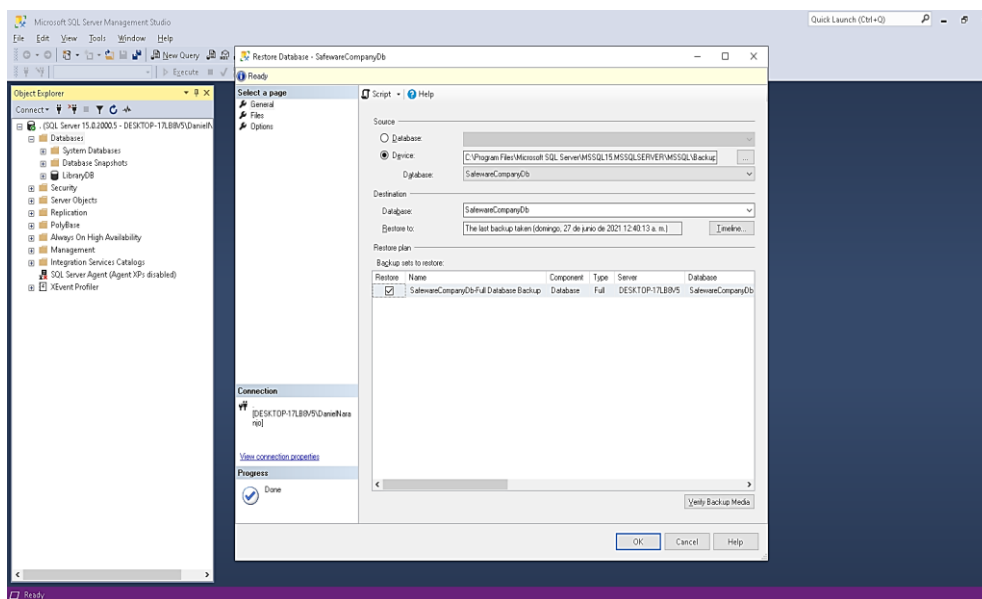 Microsoft SQL Server Management Studio
Quick Launch (Ctrl+Q)
File Edit View Tools Window Help
New Query
Execute
Object Explorer
Connect
. (SQL Server 15.0.2000.5 - DESKTOP-17LB8V5\DanielN
Databases
System Databases
Database Snapshots
LibraryDB
Security
Server Objects
Replication
PolyBase
Always On High Availability
Management
Integration Services Catalogs
SQL Server Agent (Agent XPs disabled)
XEvent Profiler
Restore Database - SafewareCompanyDb
Ready
Select a page
General
Files
Options
Connection
.
[DESKTOP-17LB8V5\DanielNara
njo]
View connection properties
Progress
Done
Script Help
Source
Database:
Device: C:\Program Files\Microsoft SQL Server\MSSQL15.MSSQLSERVER\MSSQL\Backup ...
Database: SafewareCompanyDb
Destination
Database: SafewareCompanyDb
Restore to: The last backup taken (domingo, 27 de junio de 2021 12:40:13 a. m.) Timeline...
Restore plan
Backup sets to restore:
Restore Name Component Type Server Database
SafewareCompanyDb-Full Database Backup Database Full DESKTOP-17LB8V5 SafewareCompanyDb
Verify Backup Media
OK Cancel Help
Ready